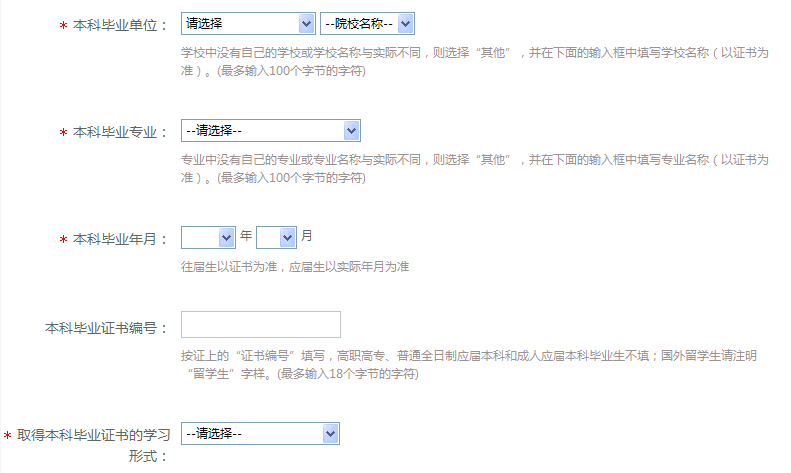 * 本科毕业单位： 请选择 --院校名称--
学校中没有自己的学校或学校名称与实际不同，则选择“其他”，并在下面的输入框中填写学校名称（以证书为
准）。(最多输入100个字节的字符)
* 本科毕业专业： --请选择--
专业中没有自己的专业或专业名称与实际不同，则选择“其他”，并在下面的输入框中填写专业名称（以证书为
准）。(最多输入100个字节的字符)
* 本科毕业年月： 年 月
往届生以证书为准，应届生以实际年月为准
本科毕业证书编号：
按证上的“证书编号”填写，高职高专、普通全日制应届本科和成人应届本科毕业生不填；国外留学生请注明
“留学生”字样。(最多输入18个字节的字符)
* 取得本科毕业证书的学习 --请选择--
形式：